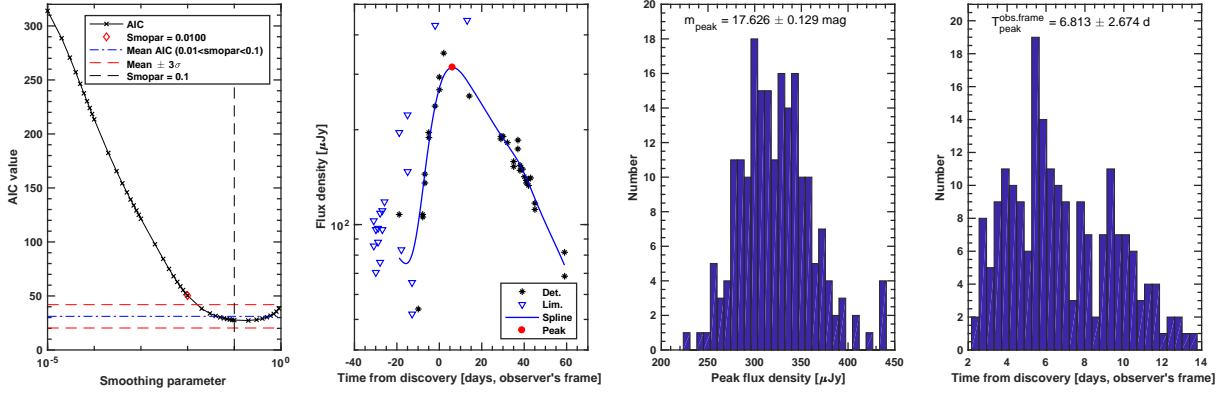 AIC value
350
300
250
200
150
100
50
0
10^-5
10^0
Smoothing parameter
AIC
Smopar = 0.0100
Mean AIC (0.01<smopar<0.1)
Mean ± 3σ
Smopar = 0.1
Flux density [μJy]
10^2
-40
-20
0
20
40
60
80
Time from discovery [days, observer's frame]
Det.
Lim.
Spline
Peak
m_peak = 17.626 ± 0.129 mag
Number
20
18
16
14
12
10
8
6
4
2
0
200
250
300
350
400
450
Peak flux density [μJy]
T_peak^obs.frame = 6.813 ± 2.674 d
Number
20
18
16
14
12
10
8
6
4
2
0
2
4
6
8
10
12
14
Time from discovery [days, observer's frame]